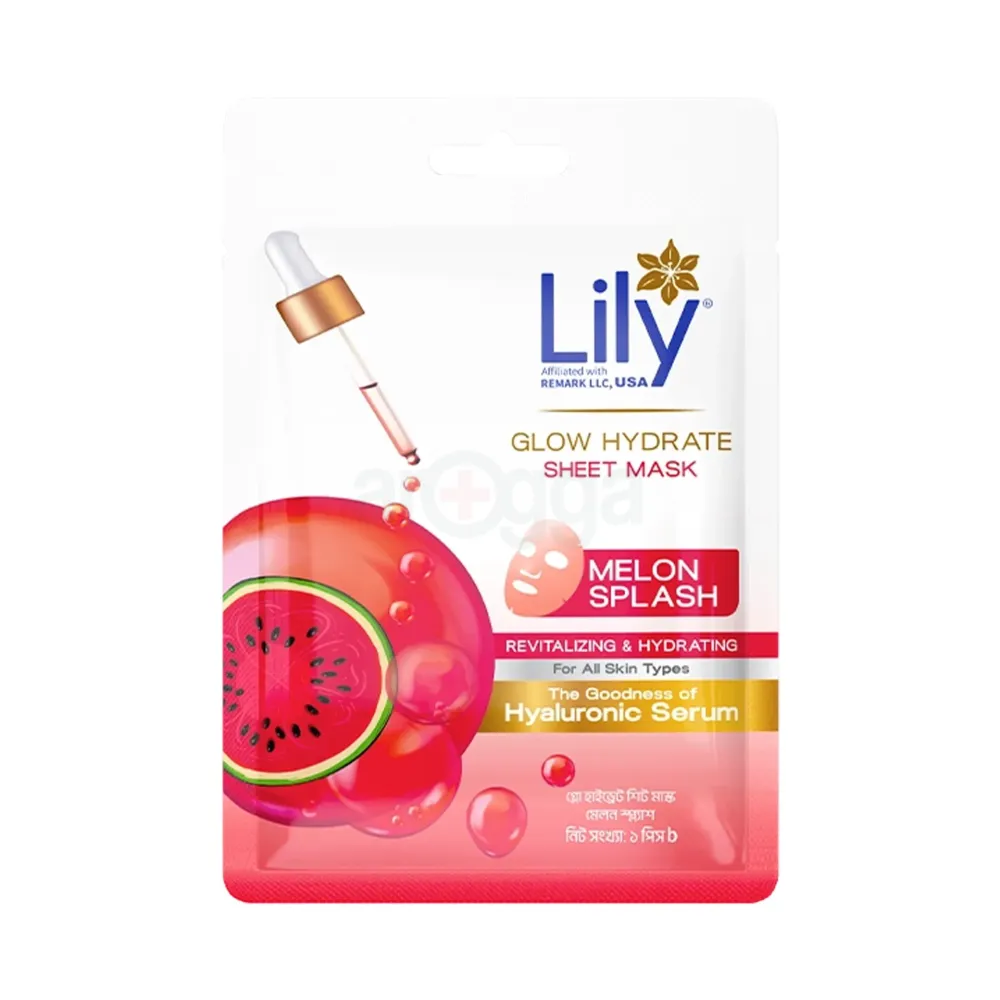 Lily®
Affiliated with
REMARK LLC, USA
GLOW HYDRATE
SHEET MASK
arogga
MELON
SPLASH
REVITALIZING & HYDRATING
For All Skin Types
The Goodness of
Hyaluronic Serum
গ্লো হাইড্রেট শিট মাস্ক
মেলন স্প্ল্যাশ
নিট সংখ্যা: ১ পিস b